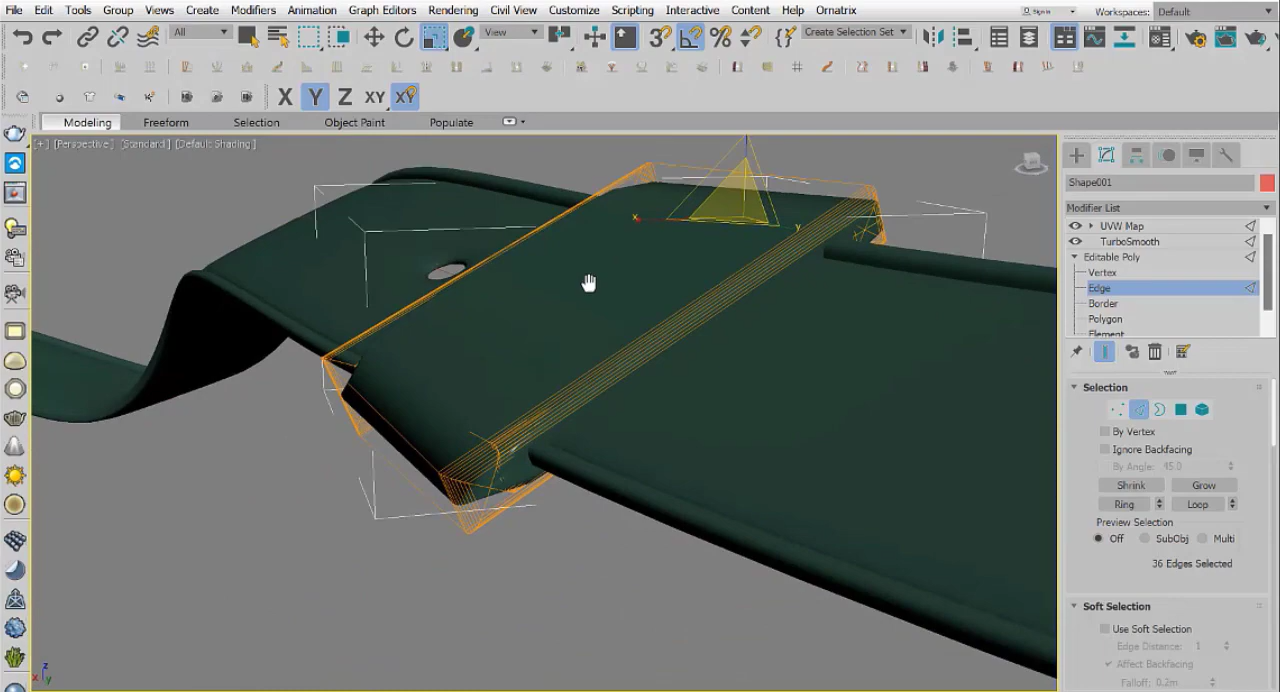 File Edit Tools Group Views Create Modifiers Animation Graph Editors Rendering Civil View Customize Scripting Interactive Content Help Ornatrix Sign In Workspaces: Default
All View Create Selection Set
X Y Z XY XY
Modeling Freeform Selection Object Paint Populate
[+] [Perspective] [Standard] [Default Shading]
Shape001
Modifier List
UVW Map
TurboSmooth
Editable Poly
Vertex
Edge
Border
Polygon
Element
Selection
By Vertex
Ignore Backfacing
By Angle: 45.0
Shrink Grow
Ring Loop
Preview Selection
Off SubObj Multi
36 Edges Selected
Soft Selection
Use Soft Selection
Edge Distance: 1
Affect Backfacing
Falloff: 0.2m
x
y
z
x y